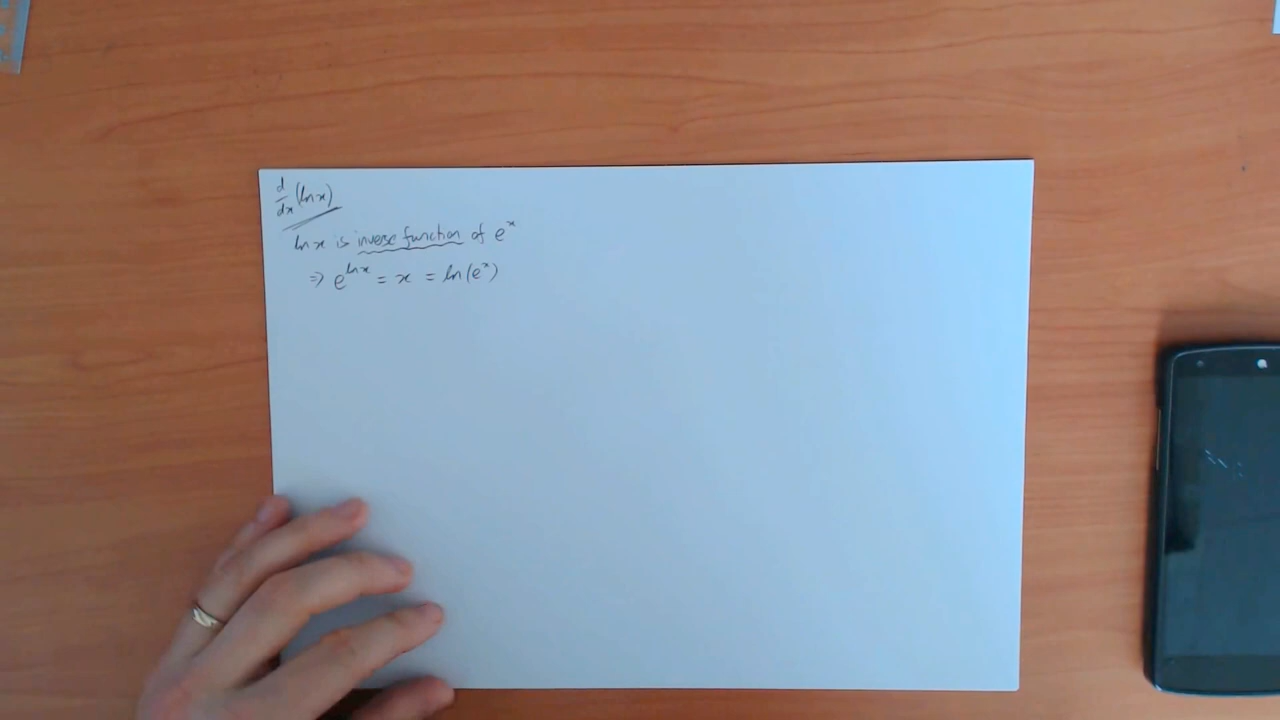 d/dx (ln x)
ln x is inverse function of e^x
⇒ e^{ln x} = x = ln(e^x)